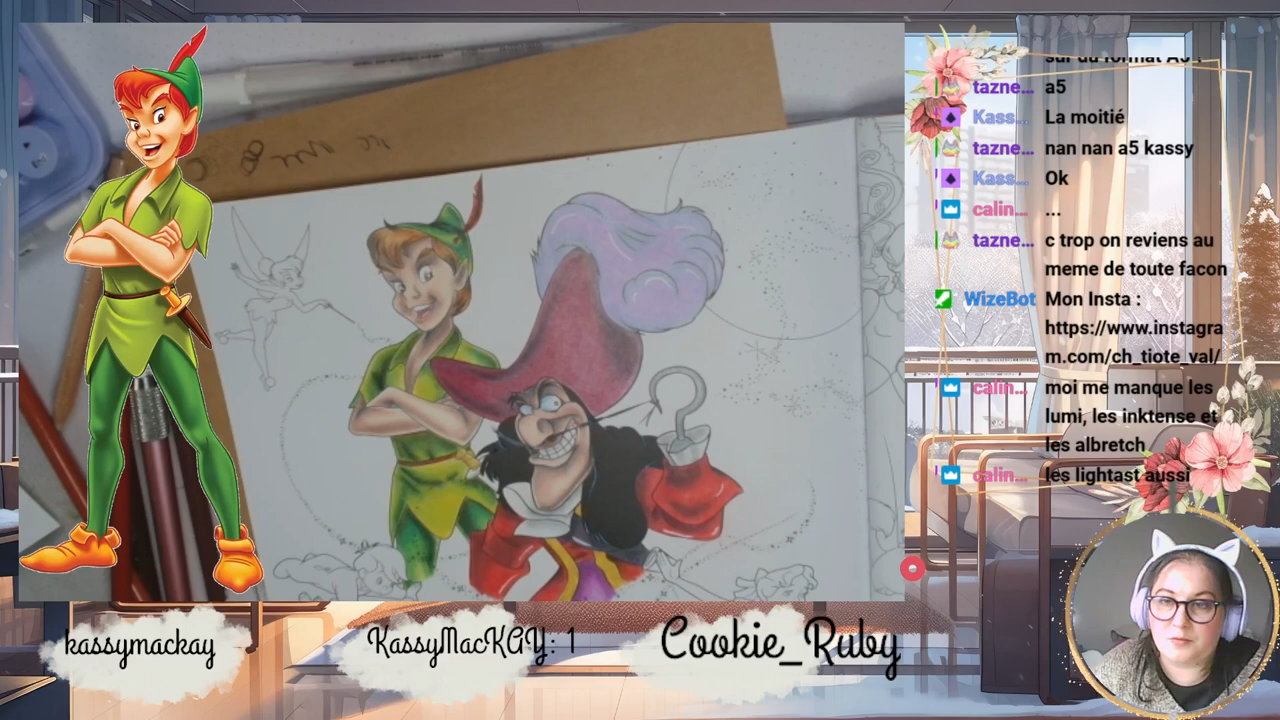 tazne...
a5
Kass...
La moitié
tazne...
nan nan a5 kassy
Kass...
Ok
calin...
...
tazne...
c trop on reviens au
meme de toute facon
WizeBot
Mon Insta :
https://www.instagra
m.com/ch_tiote_val/
calin...
moi me manque les
lumi, les inktense et
les albretch
calin...
les lightast aussi
kassymackay
KassyMacKAY: 1
Cookie_Ruby